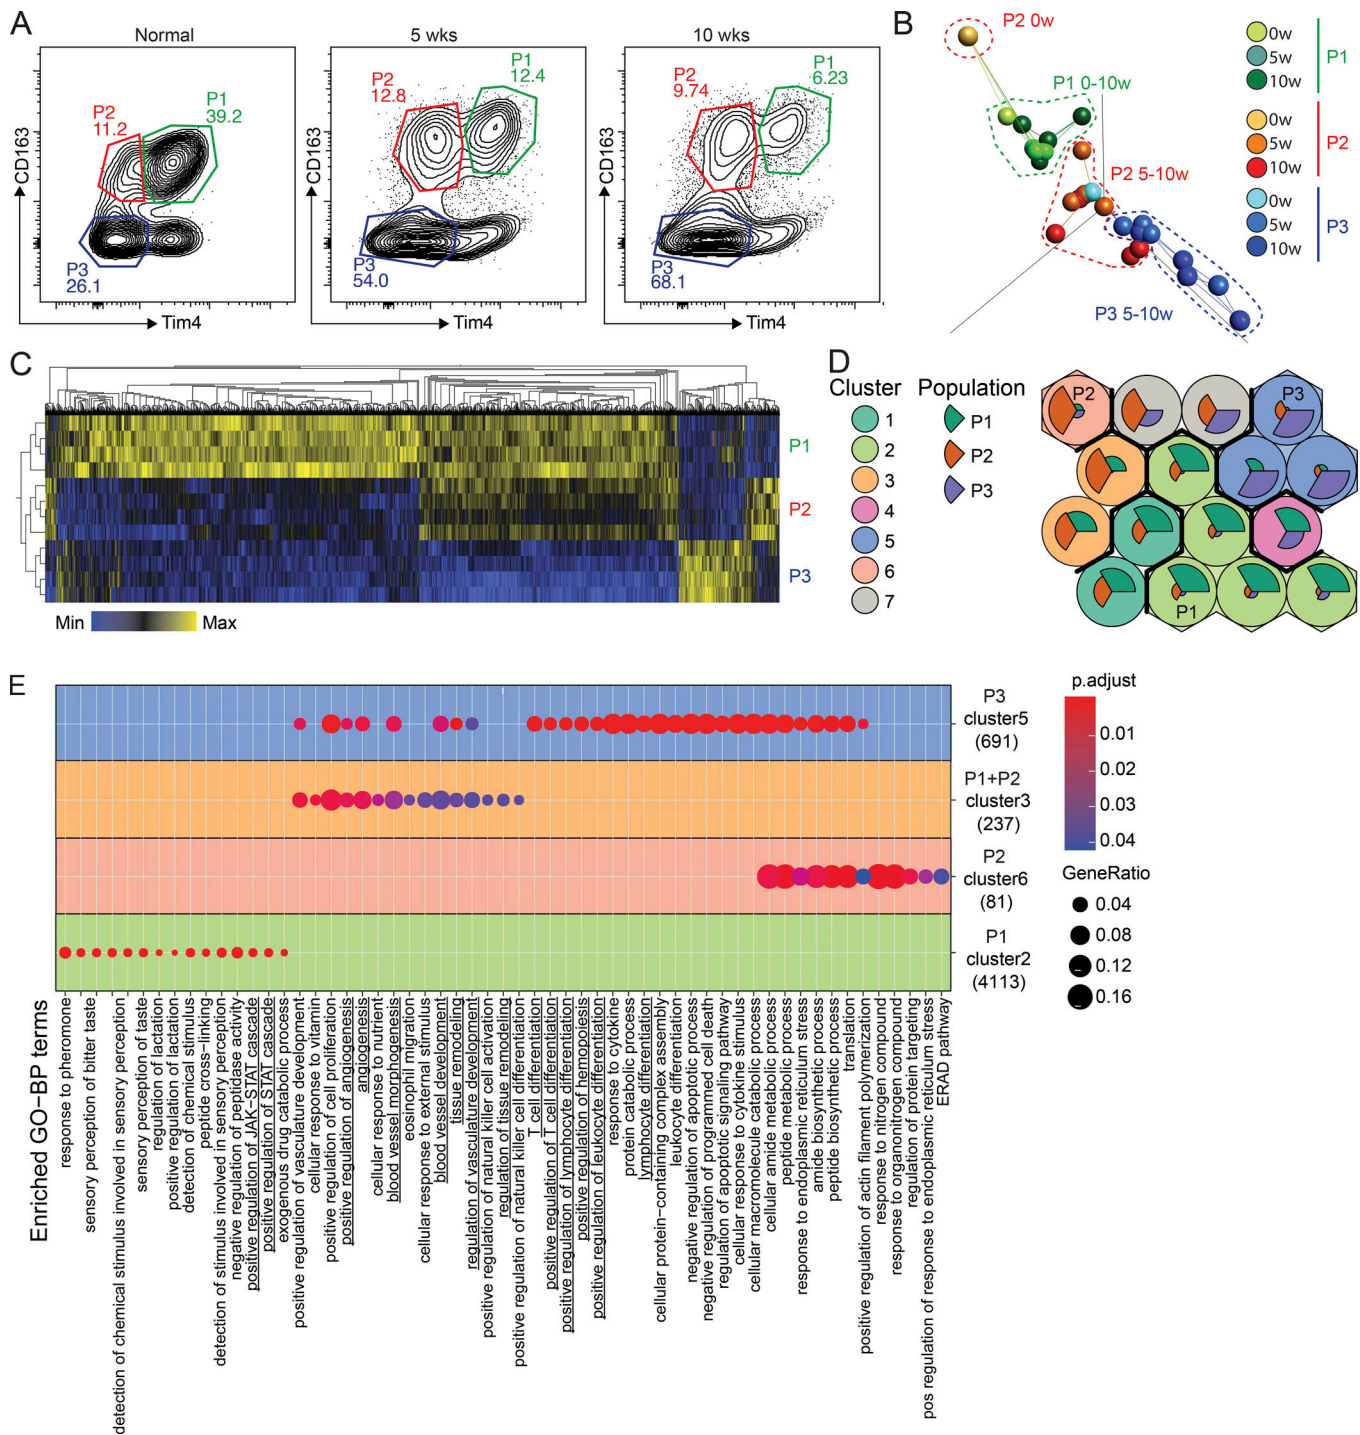 A
Normal
5 wks
10 wks
CD163
P2
11.2
P1
39.2
P3
26.1
Tim4
CD163
P2
12.8
P1
12.4
P3
54.0
Tim4
CD163
P2
9.74
P1
6.23
P3
68.1
Tim4
B
P2 0w
P1 0-10w
P2 5-10w
P3 5-10w
0w
5w
10w
P1
0w
5w
10w
P2
0w
5w
10w
P3
C
P1
P2
P3
Min
Max
D
Cluster
1
2
3
4
5
6
7
Population
P1
P2
P3
P2
P3
P1
E
P3
cluster5
(691)
P1+P2
cluster3
(237)
P2
cluster6
(81)
P1
cluster2
(4113)
p.adjust
0.01
0.02
0.03
0.04
GeneRatio
0.04
0.08
0.12
0.16
Enriched GO-BP terms
response to pheromone
sensory perception of bitter taste
detection of chemical stimulus involved in sensory perception
sensory perception of taste
regulation of lactation
positive regulation of lactation
detection of chemical stimulus
peptide cross-linking
detection of stimulus involved in sensory perception
negative regulation of peptidase activity
positive regulation of JAK-STAT cascade
positive regulation of STAT cascade
exogenous drug catabolic process
positive regulation of vasculature development
cellular response to vitamin
positive regulation of cell proliferation
positive regulation of angiogenesis
angiogenesis
cellular response to nutrient
blood vessel morphogenesis
eosinophil migration
cellular response to external stimulus
blood vessel development
tissue remodeling
regulation of vasculature development
positive regulation of natural killer cell activation
regulation of tissue remodeling
positive regulation of natural killer cell differentiation
T cell differentiation
positive regulation of T cell differentiation
positive regulation of lymphocyte differentiation
positive regulation of hemopoiesis
positive regulation of leukocyte differentiation
response to cytokine
protein catabolic process
lymphocyte differentiation
cellular protein-containing complex assembly
leukocyte differentiation
negative regulation of apoptotic process
negative regulation of programmed cell death
regulation of apoptotic signaling pathway
cellular response to cytokine stimulus
cellular macromolecule catabolic process
cellular amide metabolic process
peptide metabolic process
response to endoplasmic reticulum stress
amide biosynthetic process
peptide biosynthetic process
translation
positive regulation of actin filament polymerization
response to nitrogen compound
response to organonitrogen compound
regulation of protein targeting
pos regulation of response to endoplasmic reticulum stress
ERAD pathway